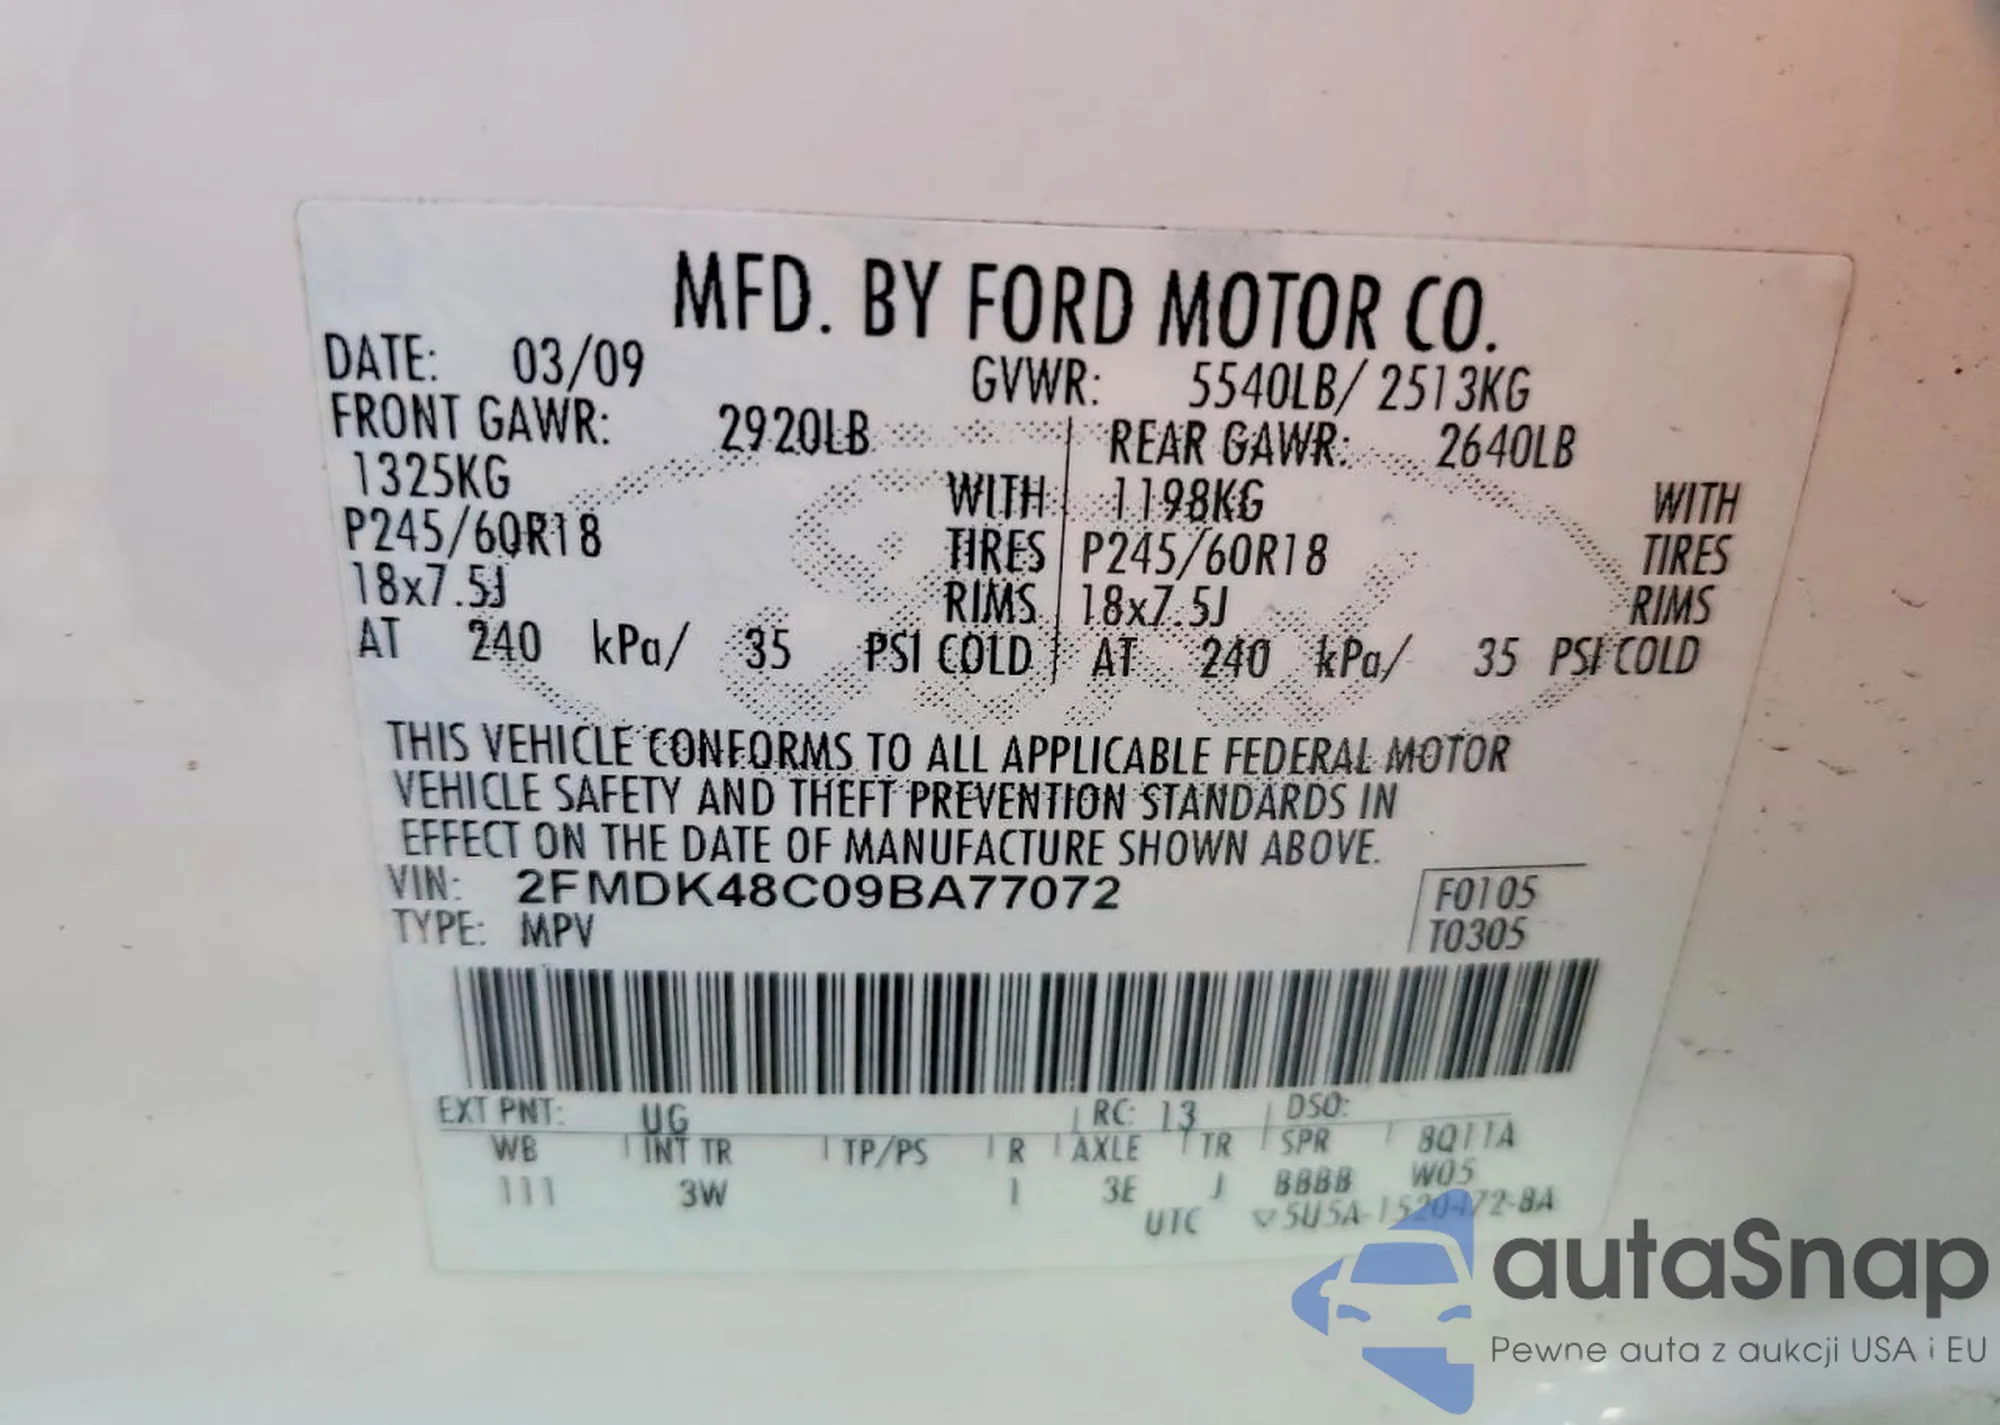 MFD. BY FORD MOTOR CO.
DATE: 03/09 GVWR: 5540LB/ 2513KG
FRONT GAWR: 2920LB REAR GAWR: 2640LB
1325KG WITH 1198KG WITH
P245/60R18 TIRES P245/60R18 TIRES
18x7.5J RIMS 18x7.5J RIMS
AT 240 kPa/ 35 PSI COLD AT 240 kPa/ 35 PSI COLD
THIS VEHICLE CONFORMS TO ALL APPLICABLE FEDERAL MOTOR
VEHICLE SAFETY AND THEFT PREVENTION STANDARDS IN
EFFECT ON THE DATE OF MANUFACTURE SHOWN ABOVE.
VIN: 2FMDK48C09BA77072 F0105
TYPE: MPV T0305
EXT PNT: UG RC: 13 DSO:
WB INT TR TP/PS R AXLE TR SPR 8Q11A
111 3W 1 3E J BBBB W05
UTC ▽5U5A-1520472-BA
autaSnap
Pewne auta z aukcji USA i EU